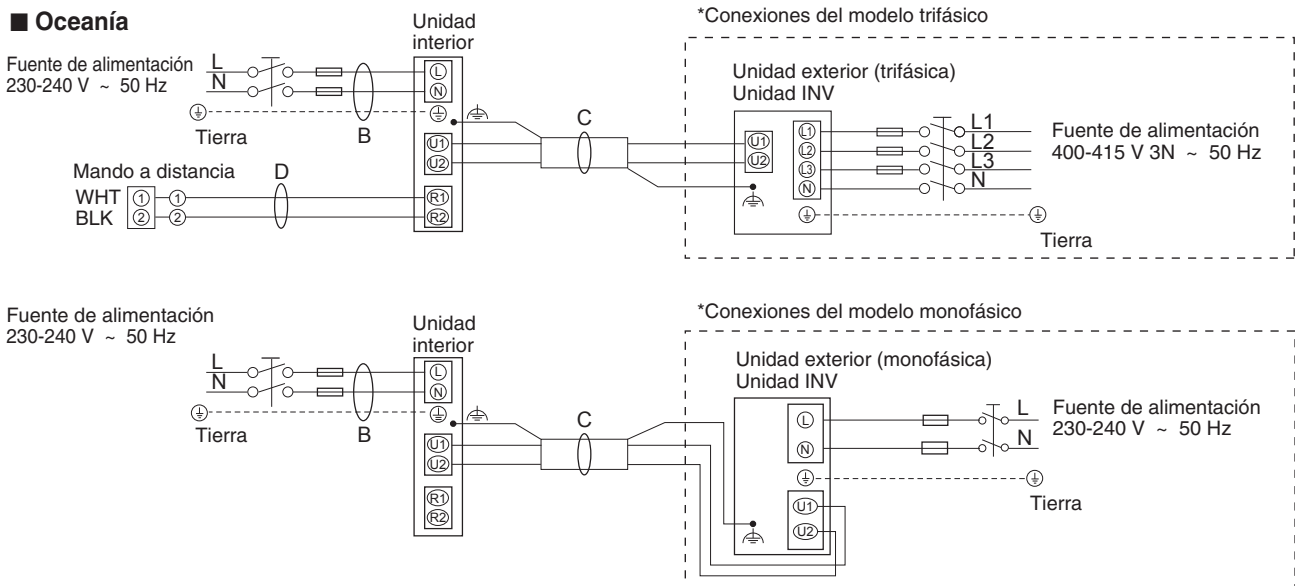 ■ Oceanía
*Conexiones del modelo trifásico
Fuente de alimentación
230-240 V ~ 50 Hz
L
N
Tierra
B
Unidad
interior
L
N
U1
U2
R1
R2
C
Mando a distancia
D
WHT 1 1
BLK 2 2
Unidad exterior (trifásica)
Unidad INV
U1
U2
L1
L2
L3
N
L1
L2
L3
N
Fuente de alimentación
400-415 V 3N ~ 50 Hz
Tierra
*Conexiones del modelo monofásico
Fuente de alimentación
230-240 V ~ 50 Hz
L
N
Tierra
B
Unidad
interior
L
N
U1
U2
R1
R2
C
Unidad exterior (monofásica)
Unidad INV
L
N
U1
U2
L
N
Fuente de alimentación
230-240 V ~ 50 Hz
Tierra